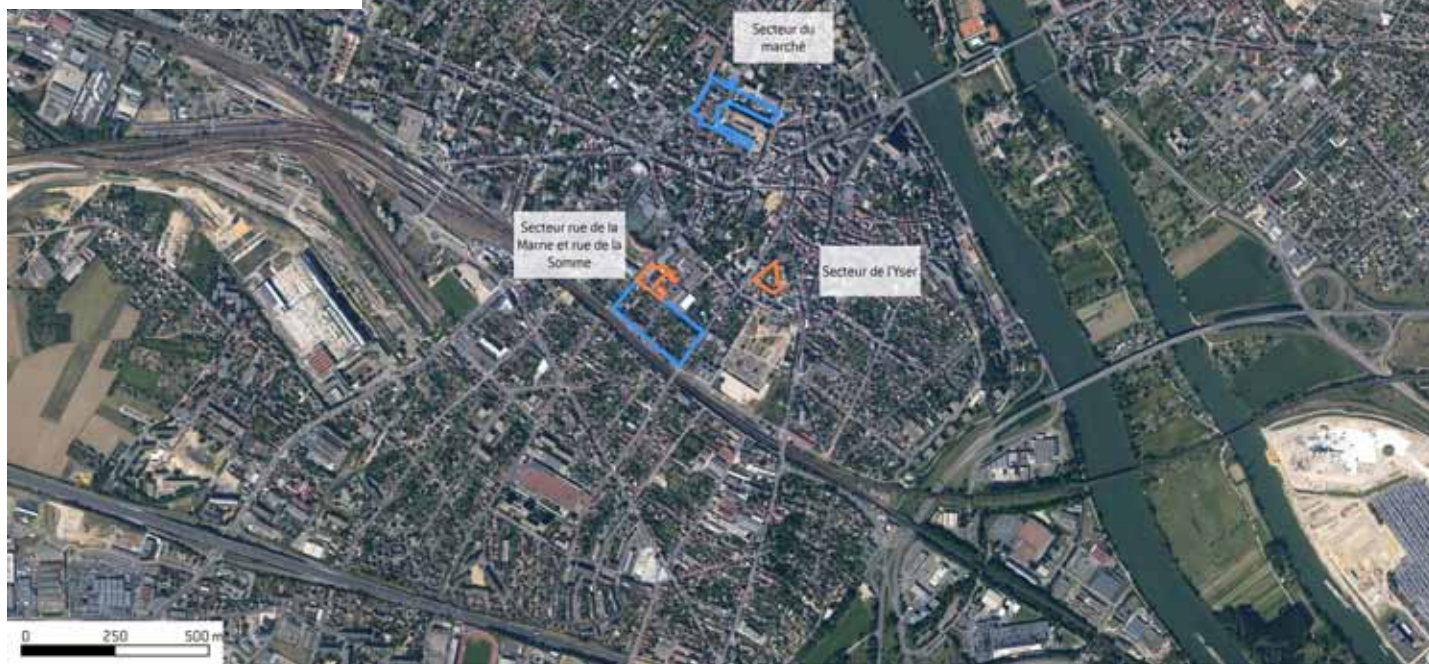 Secteur du
marché
Secteur rue de la
Marne et rue de la
Somme
Secteur de l'Yser
0 250 500 m